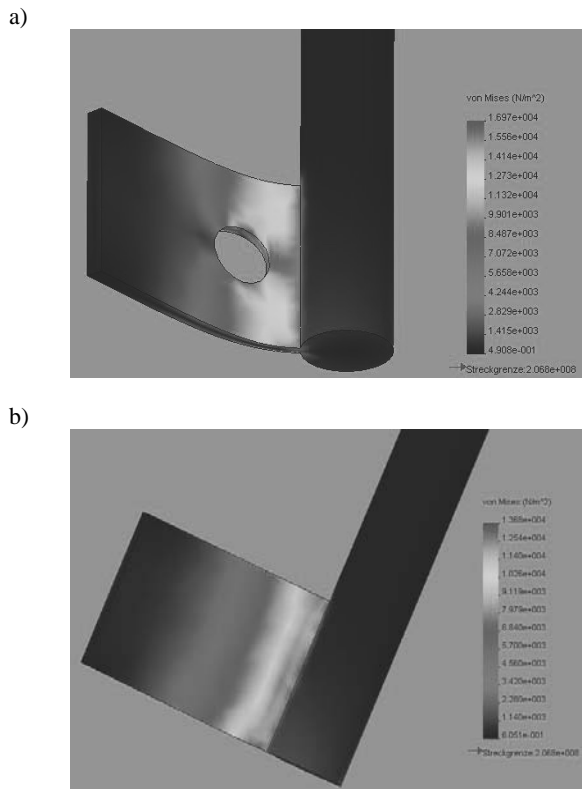 a)
von Mises (N/m^2)
1.697e+004
1.556e+004
1.414e+004
1.273e+004
1.132e+004
9.901e+003
8.487e+003
7.072e+003
5.658e+003
4.244e+003
2.829e+003
1.415e+003
4.908e-001
Streckgrenze:2.068e+008
b)
von Mises (N/m^2)
1.368e+004
1.254e+004
1.140e+004
1.026e+004
9.119e+003
7.979e+003
6.840e+003
5.700e+003
4.560e+003
3.420e+003
2.280e+003
1.140e+003
6.051e-001
Streckgrenze:2.068e+008